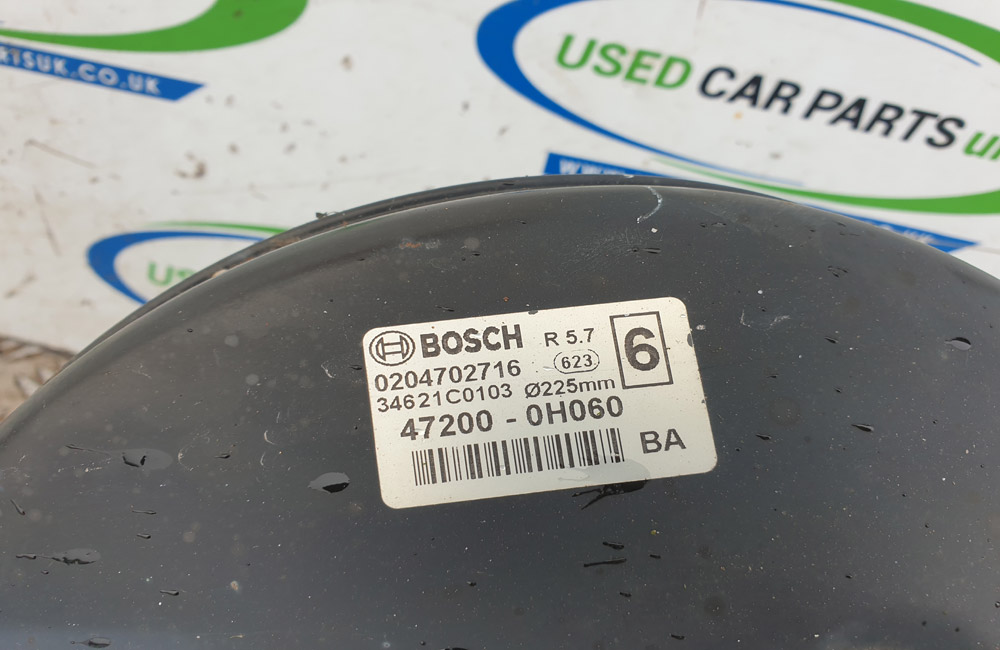 RTSUK.CO.UK
USED CAR PARTS
BOSCH R 5.7 6
0204702716 623
34621C0103 Ø225mm
47200 - 0H060
BA